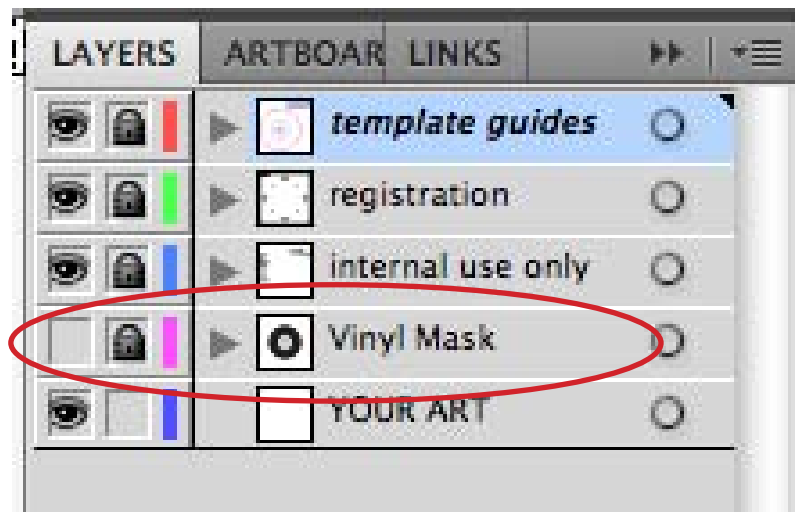 LAYERS ARTBOAR LINKS
template guides
registration
internal use only
Vinyl Mask
YOUR ART